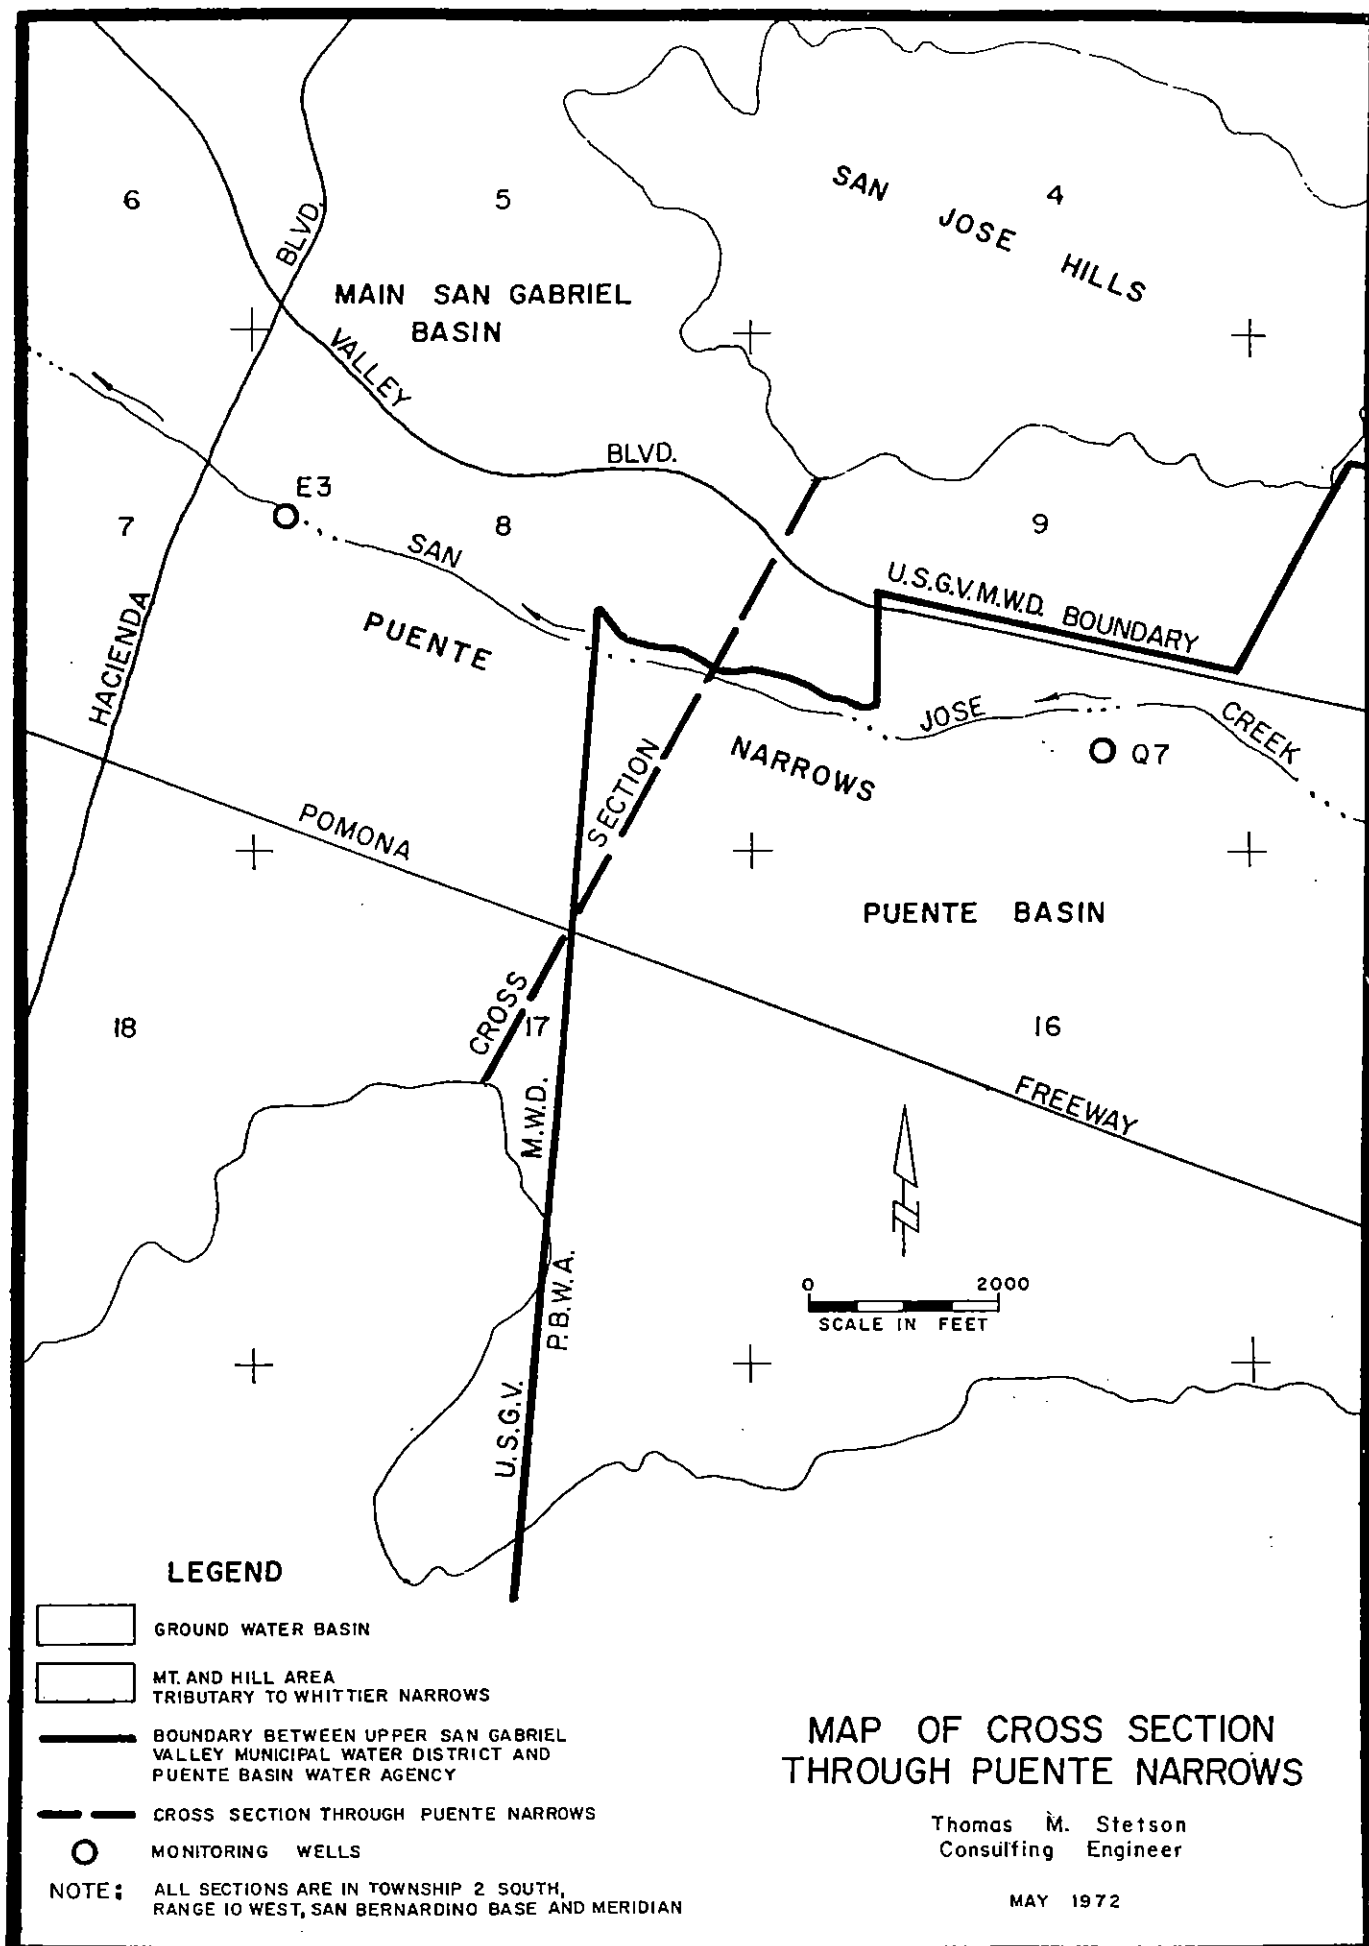 6
5
4
SAN JOSE HILLS
BLVD.
MAIN SAN GABRIEL
BASIN
VALLEY
BLVD.
E3
7
8
9
SAN
U.S.G.V.M.W.D. BOUNDARY
HACIENDA
PUENTE
JOSE
CREEK
NARROWS
Q7
SECTION
POMONA
PUENTE BASIN
CROSS
18
17
16
FREEWAY
M.W.D.
P.B.W.A.
U.S.G.V.
N
0 2000
SCALE IN FEET
LEGEND
GROUND WATER BASIN
MT. AND HILL AREA
TRIBUTARY TO WHITTIER NARROWS
BOUNDARY BETWEEN UPPER SAN GABRIEL
VALLEY MUNICIPAL WATER DISTRICT AND
PUENTE BASIN WATER AGENCY
CROSS SECTION THROUGH PUENTE NARROWS
MONITORING WELLS
NOTE: ALL SECTIONS ARE IN TOWNSHIP 2 SOUTH,
RANGE 10 WEST, SAN BERNARDINO BASE AND MERIDIAN
MAP OF CROSS SECTION
THROUGH PUENTE NARROWS
Thomas M. Stetson
Consulting Engineer
MAY 1972